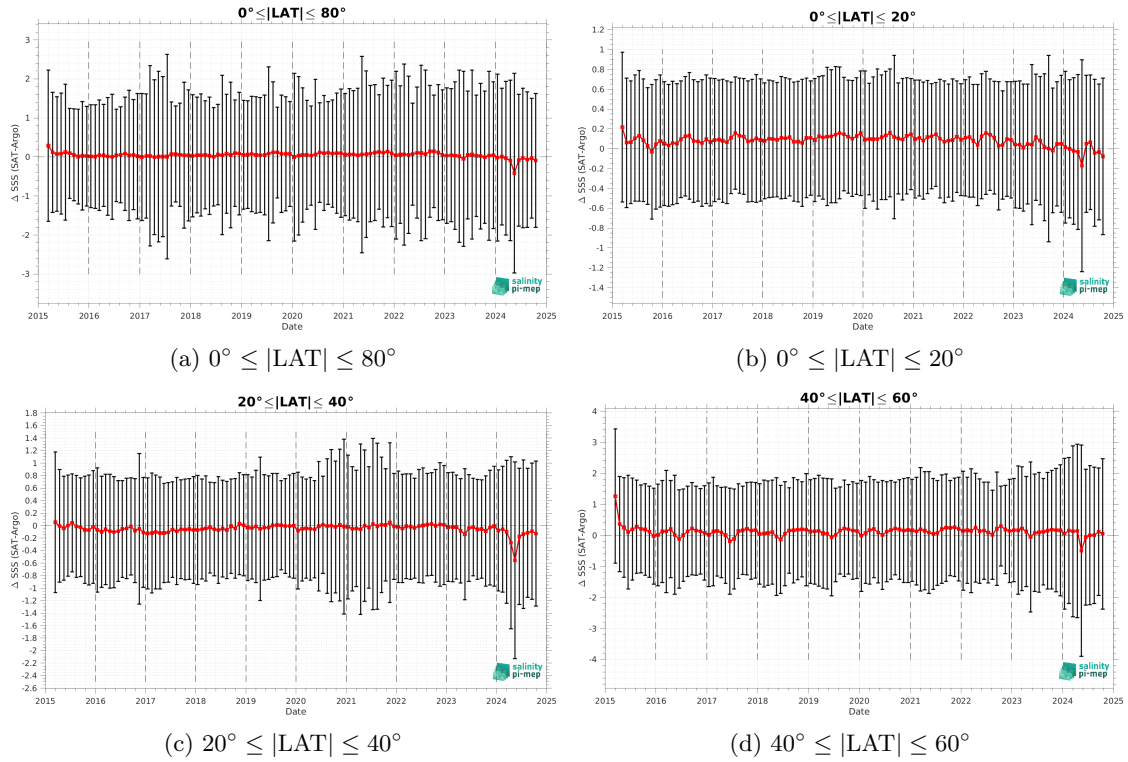 0°≤|LAT|≤ 80°
Δ SSS (SAT-Argo)
3
2
1
0
-1
-2
-3
2015 2016 2017 2018 2019 2020 2021 2022 2023 2024 2025
Date
salinity
pi-mep
(a) 0° ≤ |LAT| ≤ 80°
0°≤|LAT|≤ 20°
Δ SSS (SAT-Argo)
1.2
1
0.8
0.6
0.4
0.2
0
-0.2
-0.4
-0.6
-0.8
-1
-1.2
-1.4
2015 2016 2017 2018 2019 2020 2021 2022 2023 2024 2025
Date
salinity
pi-mep
(b) 0° ≤ |LAT| ≤ 20°
20°≤|LAT|≤ 40°
Δ SSS (SAT-Argo)
1.8
1.6
1.4
1.2
1
0.8
0.6
0.4
0.2
0
-0.2
-0.4
-0.6
-0.8
-1
-1.2
-1.4
-1.6
-1.8
-2
-2.2
-2.4
-2.6
2015 2016 2017 2018 2019 2020 2021 2022 2023 2024 2025
Date
salinity
pi-mep
(c) 20° ≤ |LAT| ≤ 40°
40°≤|LAT|≤ 60°
Δ SSS (SAT-Argo)
4
3
2
1
0
-1
-2
-3
-4
2015 2016 2017 2018 2019 2020 2021 2022 2023 2024 2025
Date
salinity
pi-mep
(d) 40° ≤ |LAT| ≤ 60°